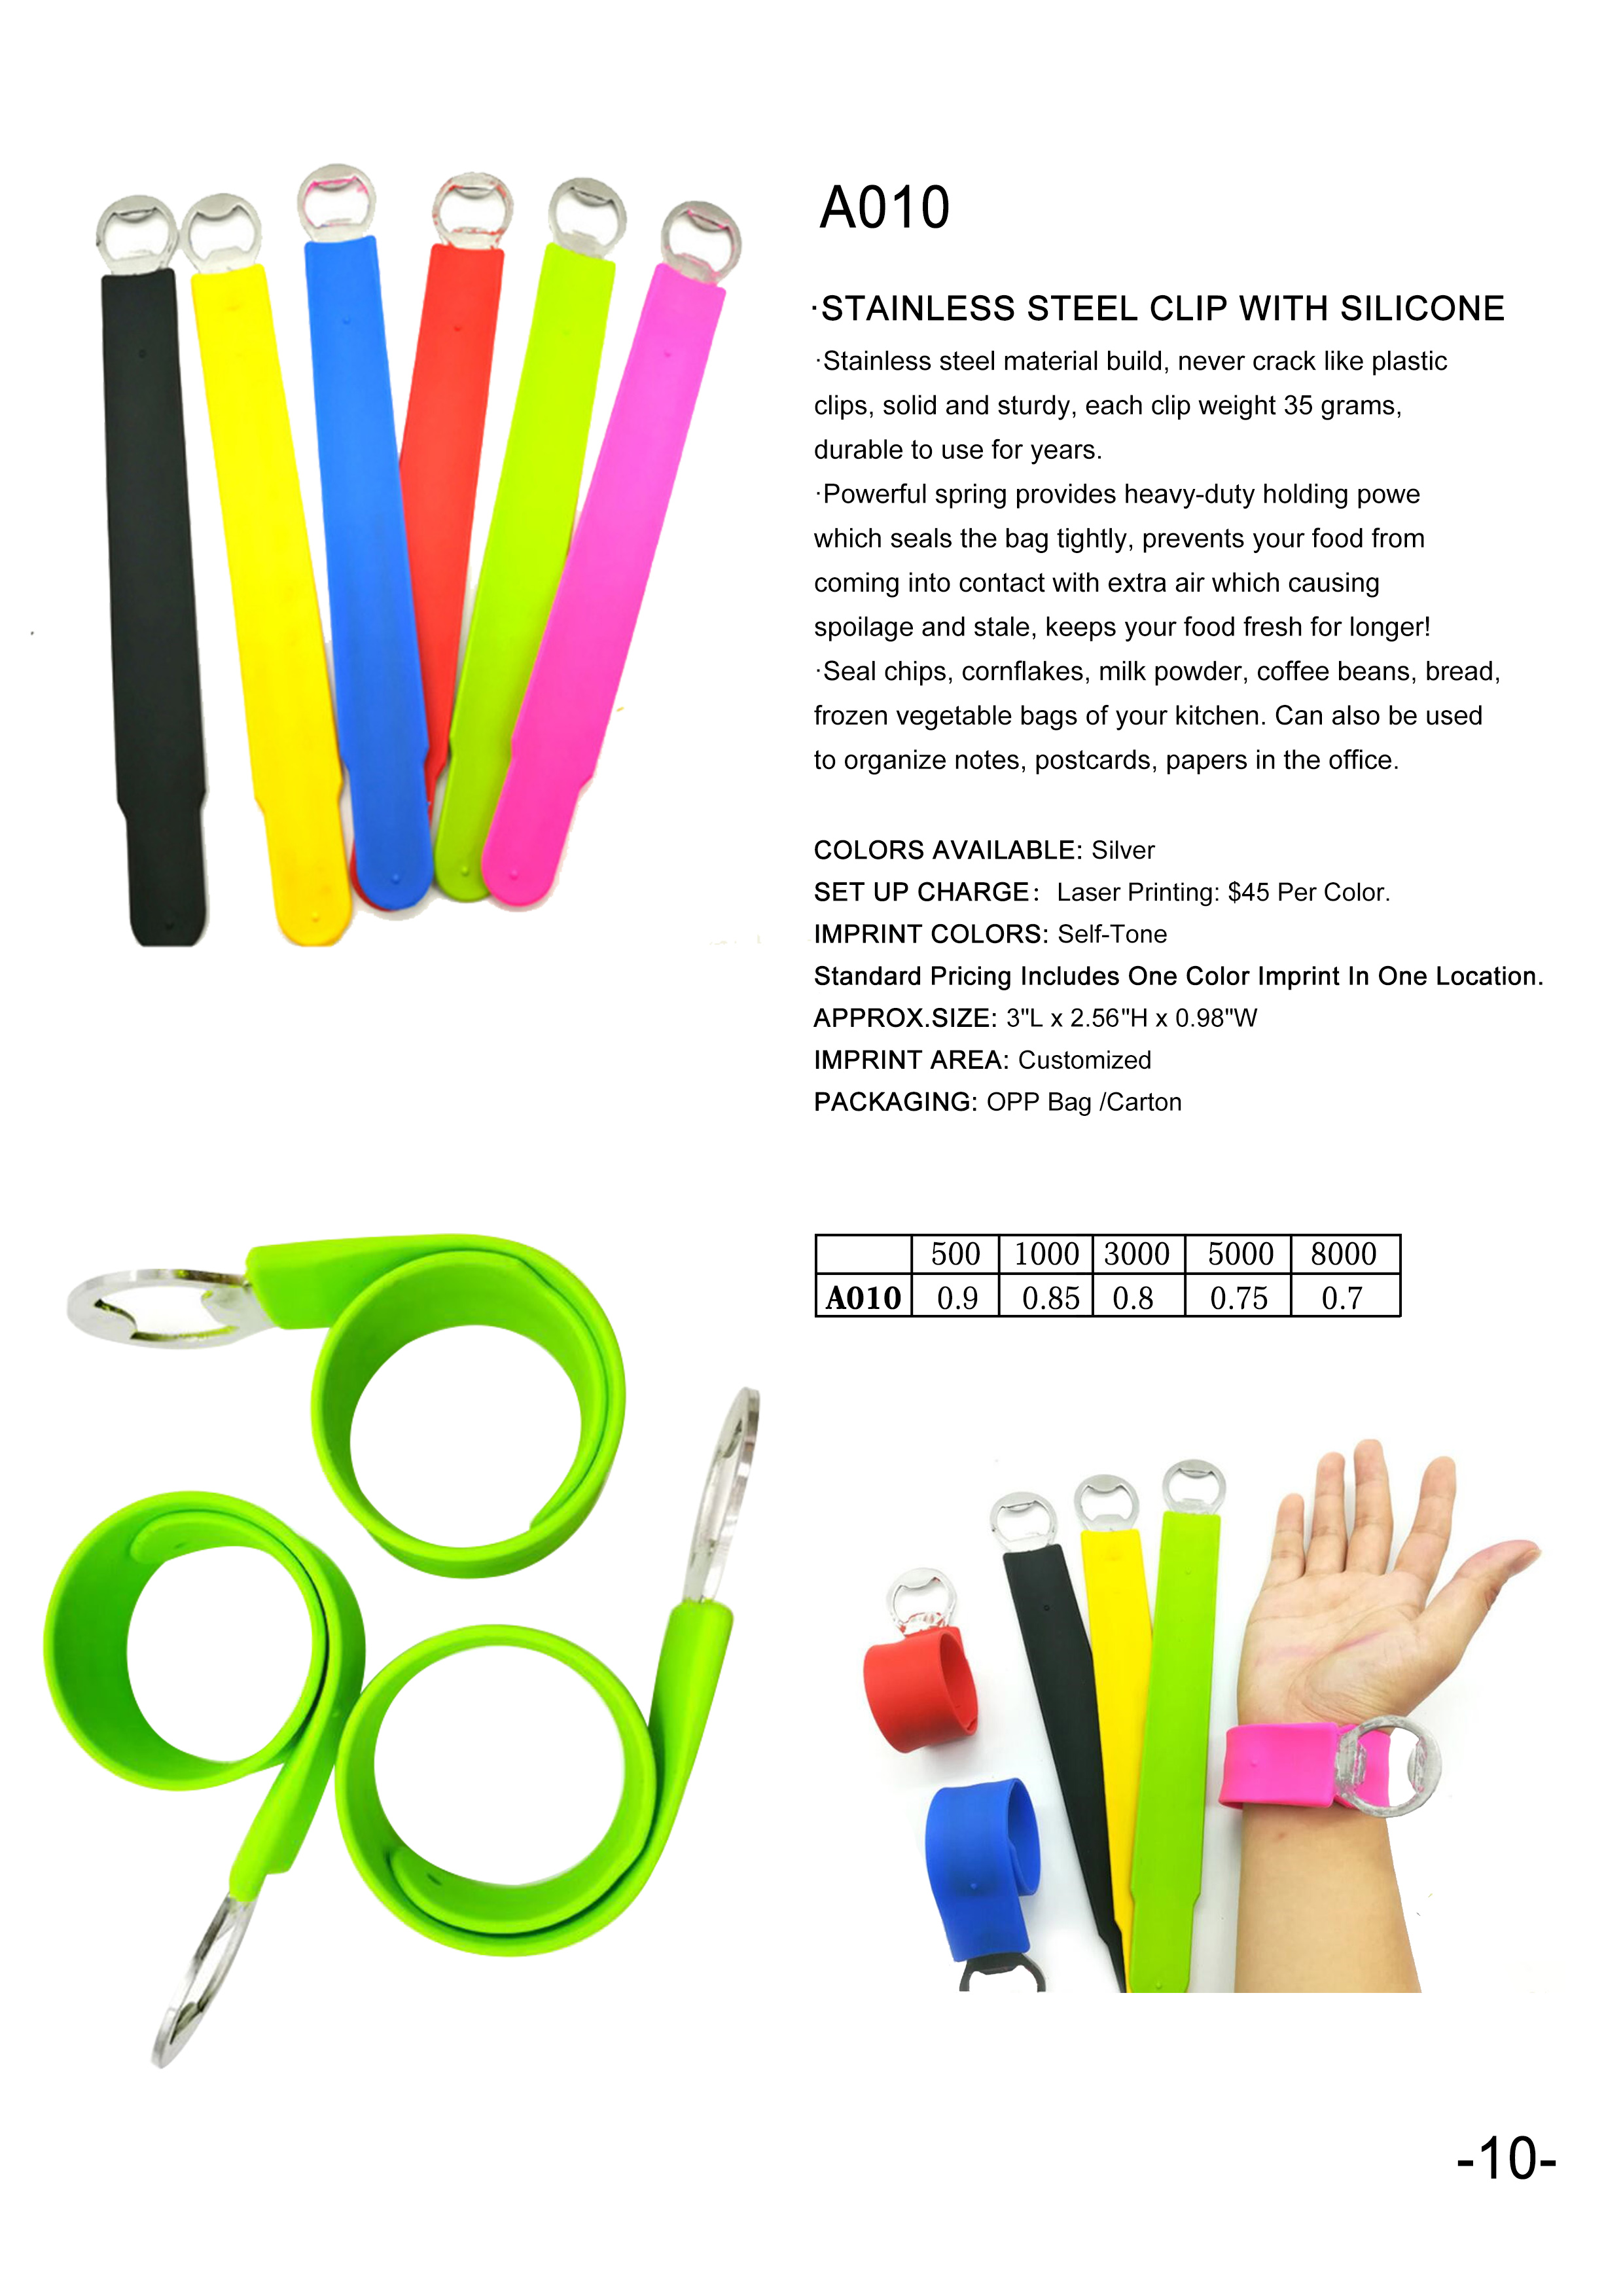 A010
·STAINLESS STEEL CLIP WITH SILICONE
·Stainless steel material build, never crack like plastic
clips, solid and sturdy, each clip weight 35 grams,
durable to use for years.
·Powerful spring provides heavy-duty holding powe
which seals the bag tightly, prevents your food from
coming into contact with extra air which causing
spoilage and stale, keeps your food fresh for longer!
·Seal chips, cornflakes, milk powder, coffee beans, bread,
frozen vegetable bags of your kitchen. Can also be used
to organize notes, postcards, papers in the office.
COLORS AVAILABLE: Silver
SET UP CHARGE: Laser Printing: $45 Per Color.
IMPRINT COLORS: Self-Tone
Standard Pricing Includes One Color Imprint In One Location.
APPROX.SIZE: 3"L x 2.56"H x 0.98"W
IMPRINT AREA: Customized
PACKAGING: OPP Bag /Carton
500 1000 3000 5000 8000
A010 0.9 0.85 0.8 0.75 0.7
-10-